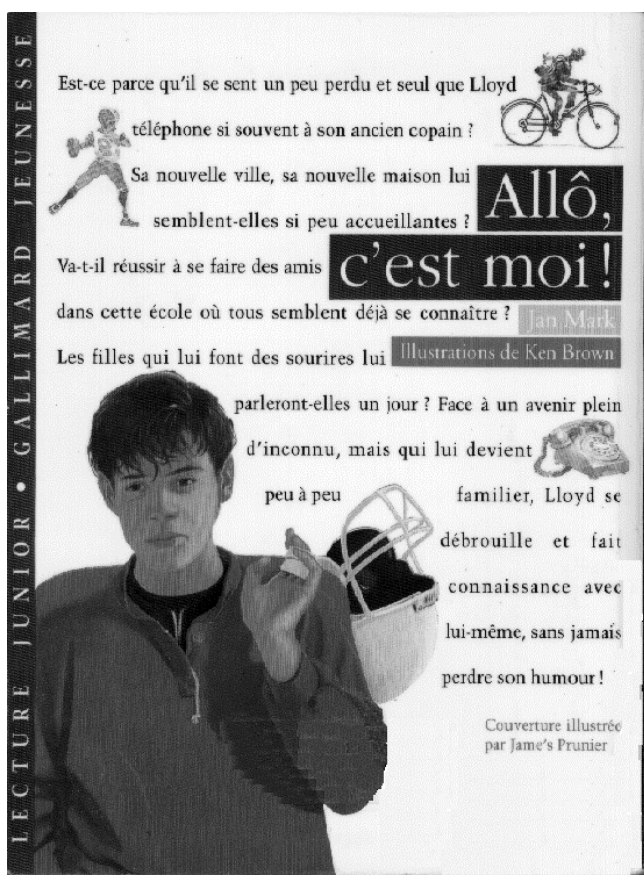 LECTURE JUNIOR • GALLIMARD JEUNESSE
Est-ce parce qu'il se sent un peu perdu et seul que Lloyd
téléphone si souvent à son ancien copain ?
Sa nouvelle ville, sa nouvelle maison lui
semblent-elles si peu accueillantes ?
Allô,
Va-t-il réussir à se faire des amis
c'est moi !
dans cette école où tous semblent déjà se connaître ?
Jan Mark
Les filles qui lui font des sourires lui
Illustrations de Ken Brown
parleront-elles un jour ? Face à un avenir plein
d'inconnu, mais qui lui devient
peu à peu familier, Lloyd se
débrouille et fait
connaissance avec
lui-même, sans jamais
perdre son humour !
Couverture illustrée
par Jame's Prunier